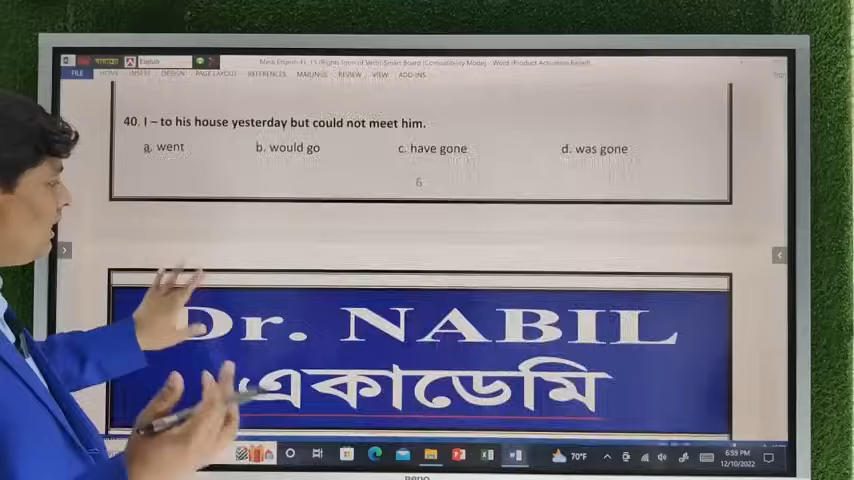 English
FILE HOME INSERT DESIGN PAGE LAYOUT REFERENCES MAILINGS REVIEW VIEW ADD-INS
40. I – to his house yesterday but could not meet him.
a. went b. would go c. have gone d. was gone
6
Dr. NABIL
একাডেমি
70°F 6:59 PM
12/10/2022